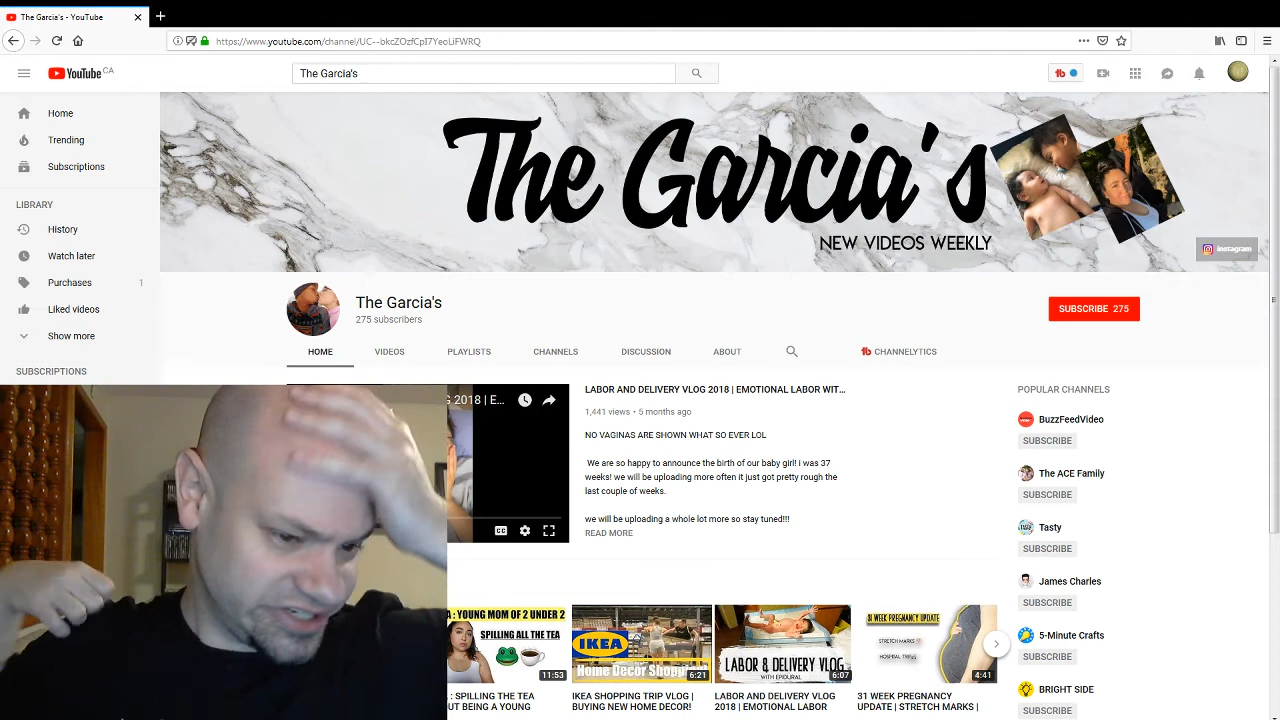 The Garcia's - YouTube
https://www.youtube.com/channel/UC--bkcZOzfCpI7YeoLiFWRQ
YouTube CA
The Garcia's
Home
Trending
Subscriptions
LIBRARY
History
Watch later
Purchases 1
Liked videos
Show more
SUBSCRIPTIONS
The Garcia's
NEW VIDEOS WEEKLY
instagram
The Garcia's
275 subscribers
SUBSCRIBE 275
HOME VIDEOS PLAYLISTS CHANNELS DISCUSSION ABOUT CHANNELYTICS
G 2018 | E...
LABOR AND DELIVERY VLOG 2018 | EMOTIONAL LABOR WIT...
1,441 views • 5 months ago
NO VAGINAS ARE SHOWN WHAT SO EVER LOL
We are so happy to announce the birth of our baby girl! i was 37
weeks! we will be uploading more often it just got pretty rough the
last couple of weeks.
we will be uploading a whole lot more so stay tuned!!!
READ MORE
POPULAR CHANNELS
BuzzFeedVideo
SUBSCRIBE
The ACE Family
SUBSCRIBE
Tasty
SUBSCRIBE
James Charles
SUBSCRIBE
5-Minute Crafts
SUBSCRIBE
BRIGHT SIDE
SUBSCRIBE
A : YOUNG MOM OF 2 UNDER 2
SPILLING ALL THE TEA
11:53
: SPILLING THE TEA
UT BEING A YOUNG
IKEA
Home Decor Shoppi
6:21
IKEA SHOPPING TRIP VLOG |
BUYING NEW HOME DECOR!
LABOR & DELIVERY VLOG
WITH EPIDURAL
6:07
LABOR AND DELIVERY VLOG
2018 | EMOTIONAL LABOR
31 WEEK PREGNANCY UPDATE
STRETCH MARKS
HOSPITAL TRIPS
4:41
31 WEEK PREGNANCY
UPDATE | STRETCH MARKS |